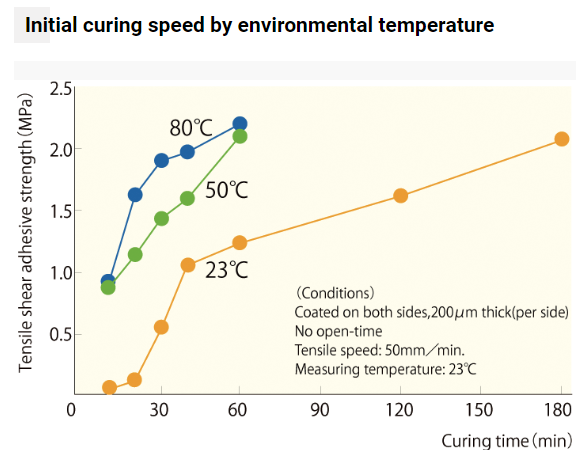 Initial curing speed by environmental temperature
Tensile shear adhesive strength (MPa)
2.5
2.0
1.5
1.0
0.5
80℃
50℃
23℃
(Conditions)
Coated on both sides,200μm thick(per side)
No open-time
Tensile speed: 50mm/min.
Measuring temperature: 23℃
0 30 60 90 120 150 180
Curing time (min)